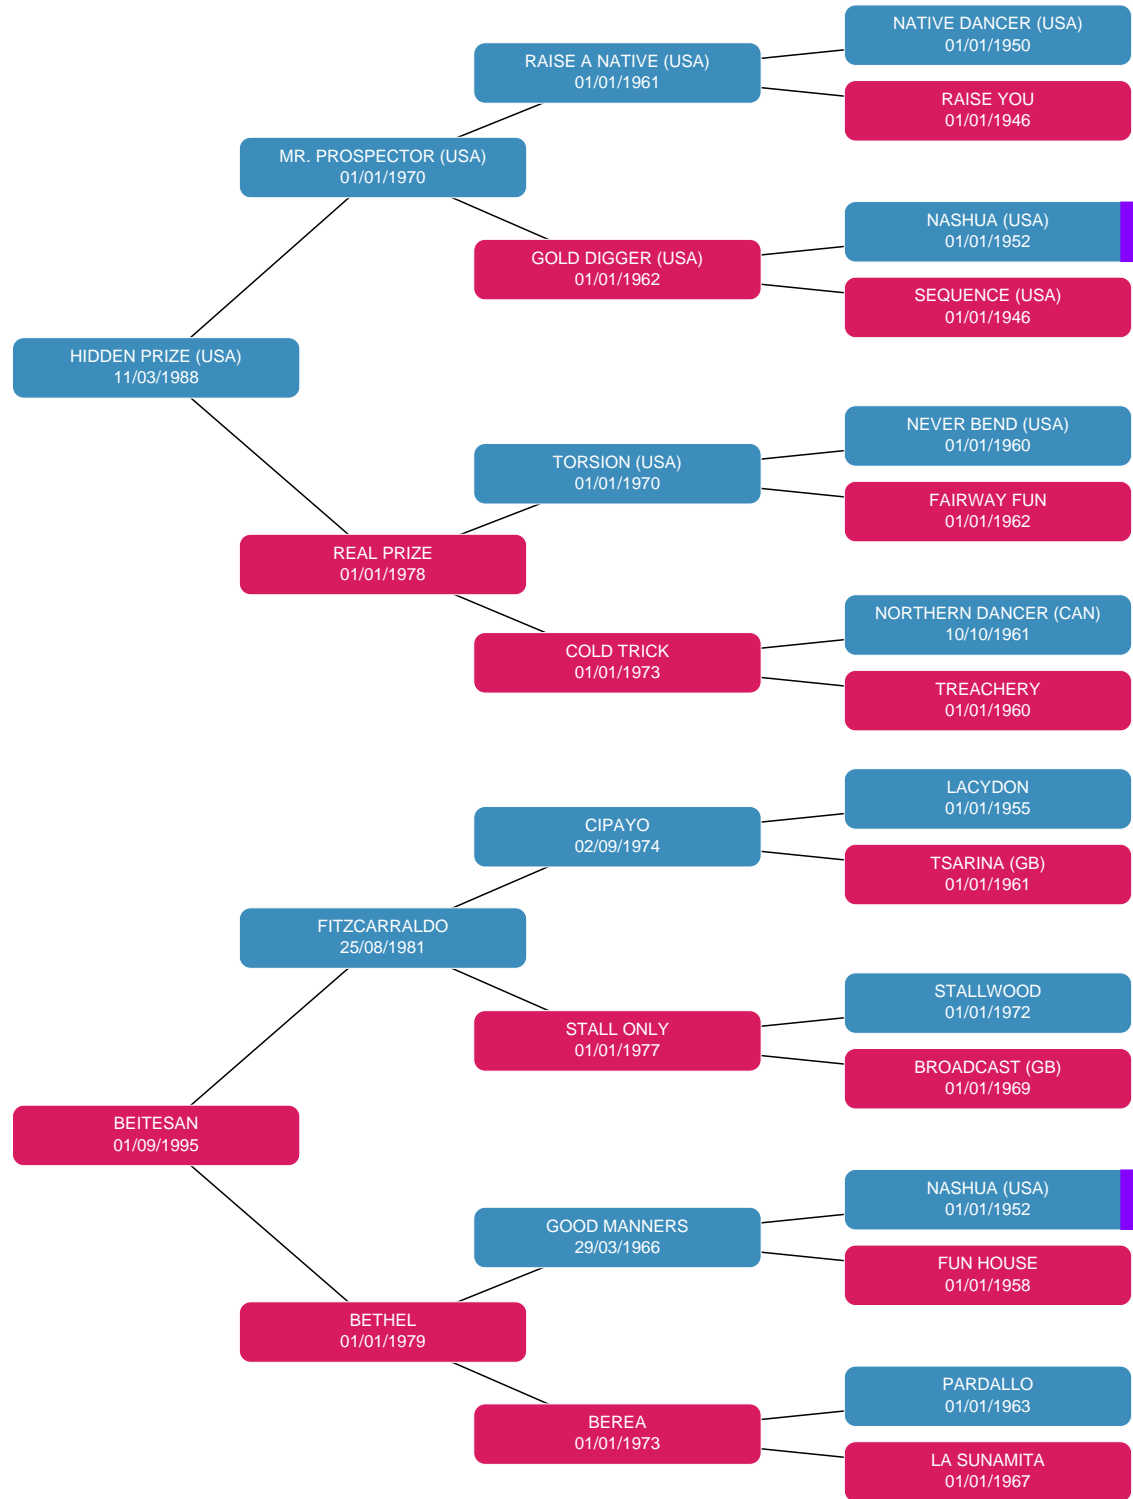 NATIVE DANCER (USA)
01/01/1950
RAISE A NATIVE (USA)
01/01/1961
RAISE YOU
01/01/1946
MR. PROSPECTOR (USA)
01/01/1970
NASHUA (USA)
01/01/1952
GOLD DIGGER (USA)
01/01/1962
SEQUENCE (USA)
01/01/1946
HIDDEN PRIZE (USA)
11/03/1988
NEVER BEND (USA)
01/01/1960
TORSION (USA)
01/01/1970
FAIRWAY FUN
01/01/1962
REAL PRIZE
01/01/1978
NORTHERN DANCER (CAN)
10/10/1961
COLD TRICK
01/01/1973
TREACHERY
01/01/1960
LACYDON
01/01/1955
CIPAYO
02/09/1974
TSARINA (GB)
01/01/1961
FITZCARRALDO
25/08/1981
STALLWOOD
01/01/1972
STALL ONLY
01/01/1977
BROADCAST (GB)
01/01/1969
BEITESAN
01/09/1995
NASHUA (USA)
01/01/1952
GOOD MANNERS
29/03/1966
FUN HOUSE
01/01/1958
BETHEL
01/01/1979
PARDALLO
01/01/1963
BEREA
01/01/1973
LA SUNAMITA
01/01/1967